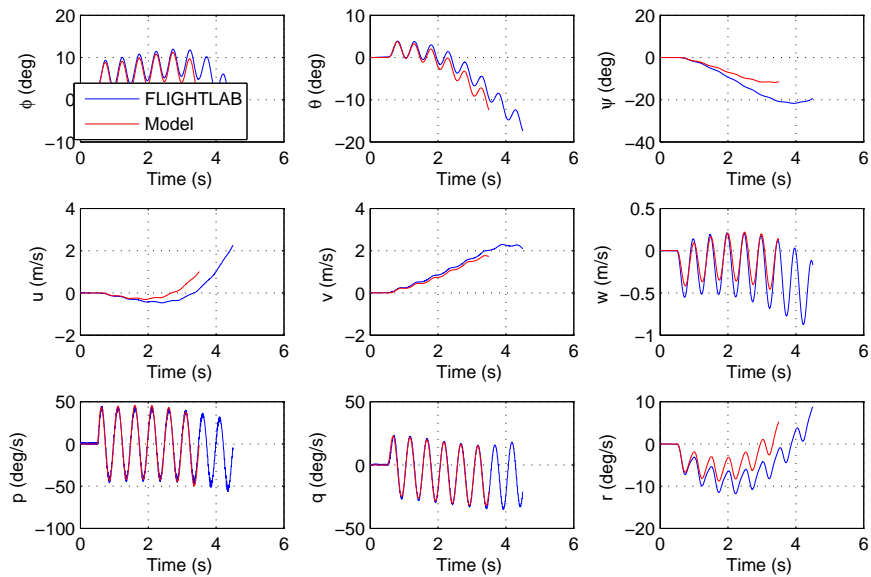 20
10
0
−10
ϕ (deg)
FLIGHTLAB
Model
0 2 4 6
Time (s)
10
0
−10
−20
θ (deg)
0 2 4 6
Time (s)
20
0
−20
−40
ψ (deg)
0 2 4 6
Time (s)
4
2
0
−2
u (m/s)
0 2 4 6
Time (s)
4
2
0
−2
v (m/s)
0 2 4 6
Time (s)
0.5
0
−0.5
−1
w (m/s)
0 2 4 6
Time (s)
50
0
−50
−100
p (deg/s)
0 2 4 6
Time (s)
50
0
−50
q (deg/s)
0 2 4 6
Time (s)
10
0
−10
−20
r (deg/s)
0 2 4 6
Time (s)